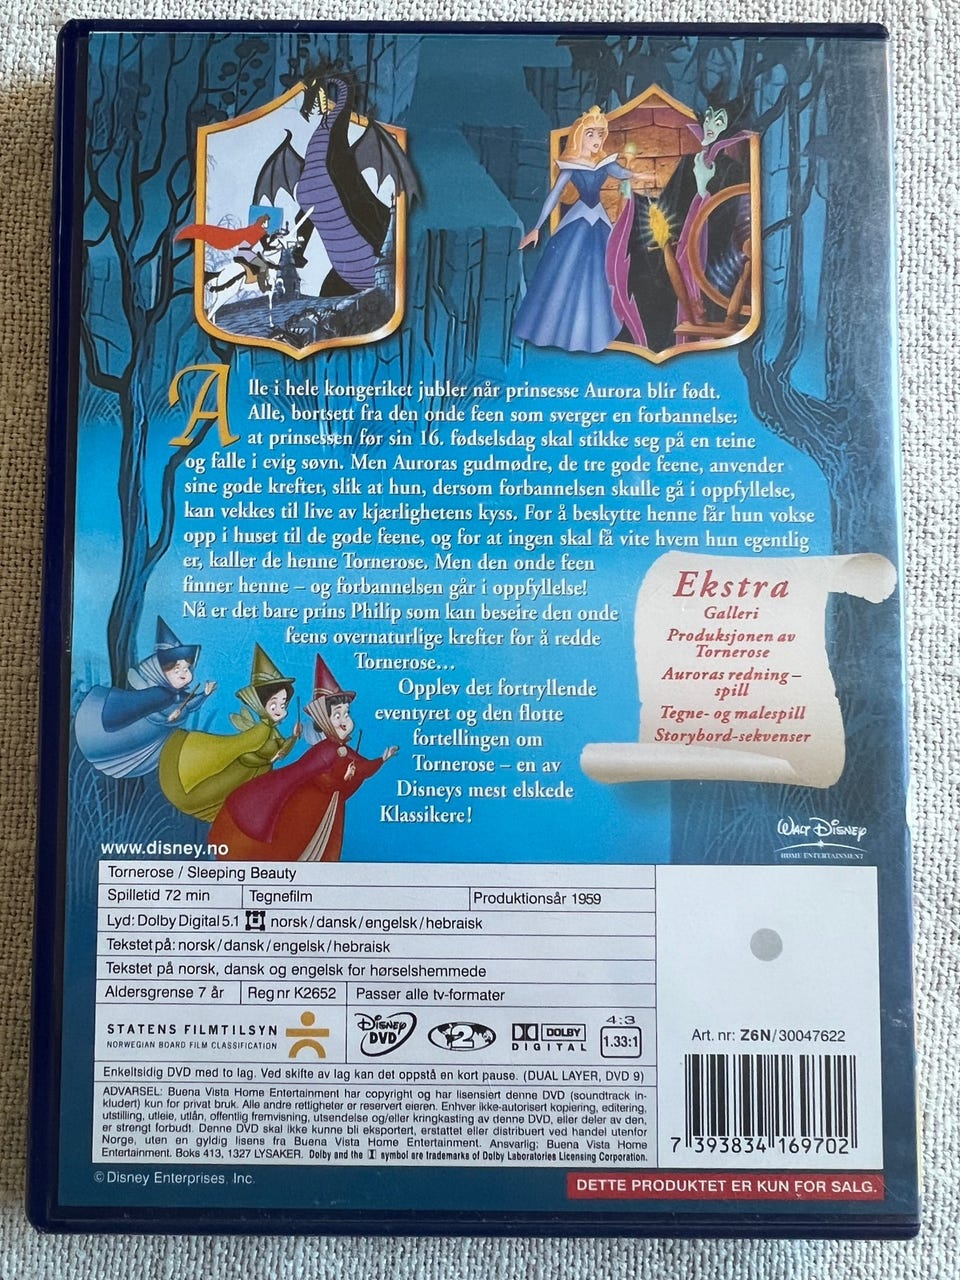 Alle i hele kongeriket jubler når prinsesse Aurora blir født.
Alle, bortsett fra den onde feen som sverger en forbannelse:
at prinsessen før sin 16. fødselsdag skal stikke seg på en teine
og falle i evig søvn. Men Auroras gudmødre, de tre gode feene, anvender
sine gode krefter, slik at hun, dersom forbannelsen skulle gå i oppfyllelse,
kan vekkes til live av kjærlighetens kyss. For å beskytte henne får hun vokse
opp i huset til de gode feene, og for at ingen skal få vite hvem hun egentlig
er, kaller de henne Tornerose. Men den onde feen
finner henne – og forbannelsen går i oppfyllelse!
Nå er det bare prins Philip som kan beseire den onde
feens overnaturlige krefter for å redde
Tornerose...
Opplev det fortryllende
eventyret og den flotte
fortellingen om
Tornerose – en av
Disneys mest elskede
Klassikere!
Ekstra
Galleri
Produksjonen av
Tornerose
Auroras redning –
spill
Tegne- og malespill
Storybord-sekvenser
WALT DISNEY
HOME ENTERTAINMENT
www.disney.no
Tornerose / Sleeping Beauty
Spilletid 72 min Tegnefilm Produksjonsår 1959
Lyd: Dolby Digital 5.1 norsk/dansk/engelsk/hebraisk
Tekstet på: norsk/dansk/engelsk/hebraisk
Tekstet på norsk, dansk og engelsk for hørselshemmede
Aldersgrense 7 år Reg nr K2652 Passer alle tv-formater
STATENS FILMTILSYN
NORWEGIAN BOARD FILM CLASSIFICATION
Disney DVD
2
DOLBY DIGITAL
4:3
1.33:1
Enkeltsidig DVD med to lag. Ved skifte av lag kan det oppstå en kort pause. (DUAL LAYER, DVD 9)
ADVARSEL: Buena Vista Home Entertainment har copyright og har lisensiert denne DVD (soundtrack in-
kludert) kun for privat bruk. Alle andre rettigheter er reservert eieren. Enhver ikke-autorisert kopiering, editering,
utstilling, utleie, utlån, offentlig fremvisning, utsendelse og/eller kringkasting av denne DVD, eller deler av den,
er strengt forbudt. Denne DVD skal ikke kunne bli eksportert, erstattet eller distribuert ved handel utenfor
Norge, uten en gyldig lisens fra Buena Vista Home Entertainment. Ansvarlig: Buena Vista Home
Entertainment. Boks 413, 1327 LYSAKER. Dolby and the symbol are trademarks of Dolby Laboratories Licensing Corporation.
Art. nr: Z6N/30047622
7 393834 169702
© Disney Enterprises, Inc.
DETTE PRODUKTET ER KUN FOR SALG.